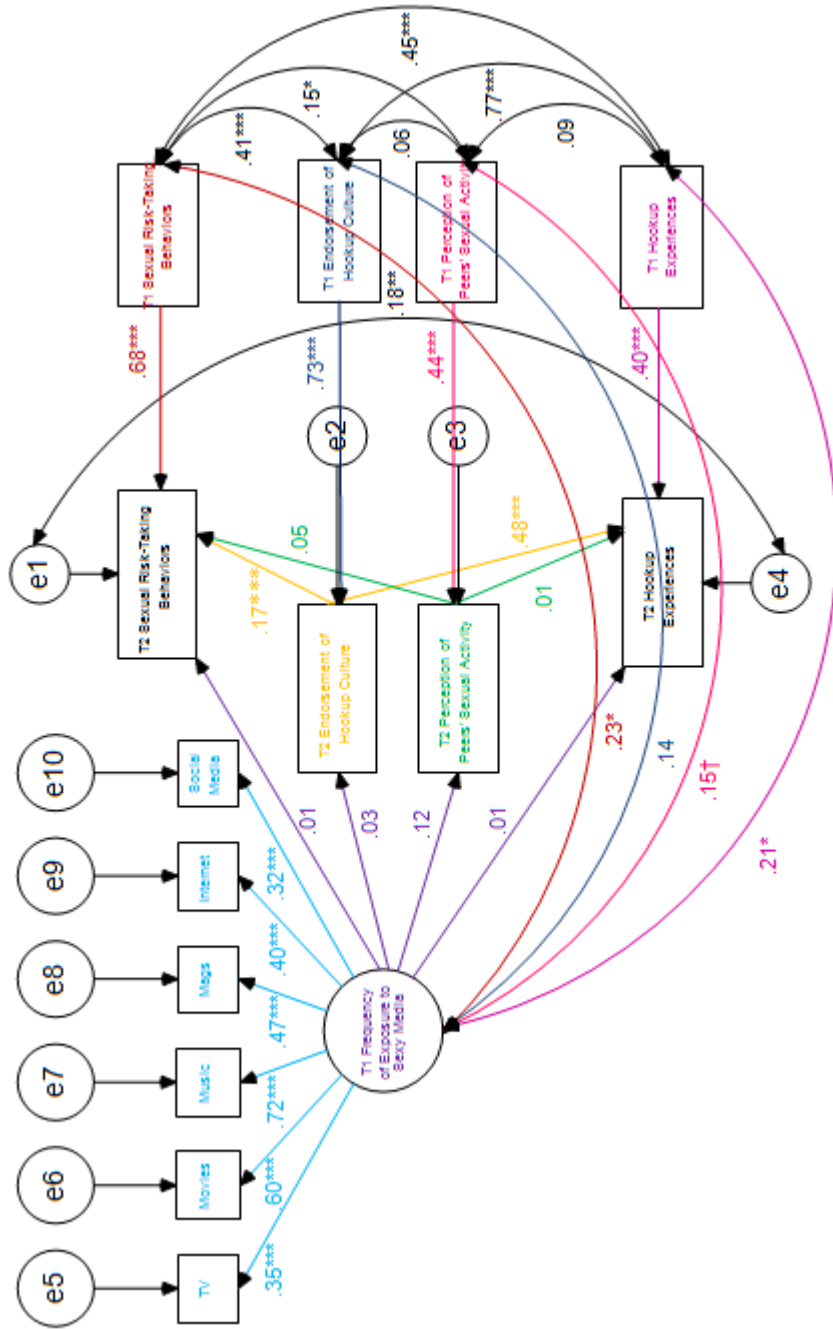 e5
e6
e7
e8
e9
e10
TV
Movies
Music
Mags
Internet
Social
Media
.35***
.60***
.72***
.47***
.40***
.32***
T1 Frequency
of Exposure to
Sexy Media
.01
.03
.12
.01
e1
T2 Sexual Risk-Taking
Behaviors
T2 Endorsement of
Hookup Culture
T2 Perception of
Peers' Sexual Activity
T2 Hookup
Experiences
e4
.17***
.05
.48***
.01
e2
e3
.68***
.73***
.44***
.40***
.18**
T1 Sexual Risk-Taking
Behaviors
T1 Endorsement of
Hookup Culture
T1 Perception of
Peers' Sexual Activity
T1 Hookup
Experiences
.41***
.15*
.45***
.06
.77***
.09
.23*
.14
.15†
.21*